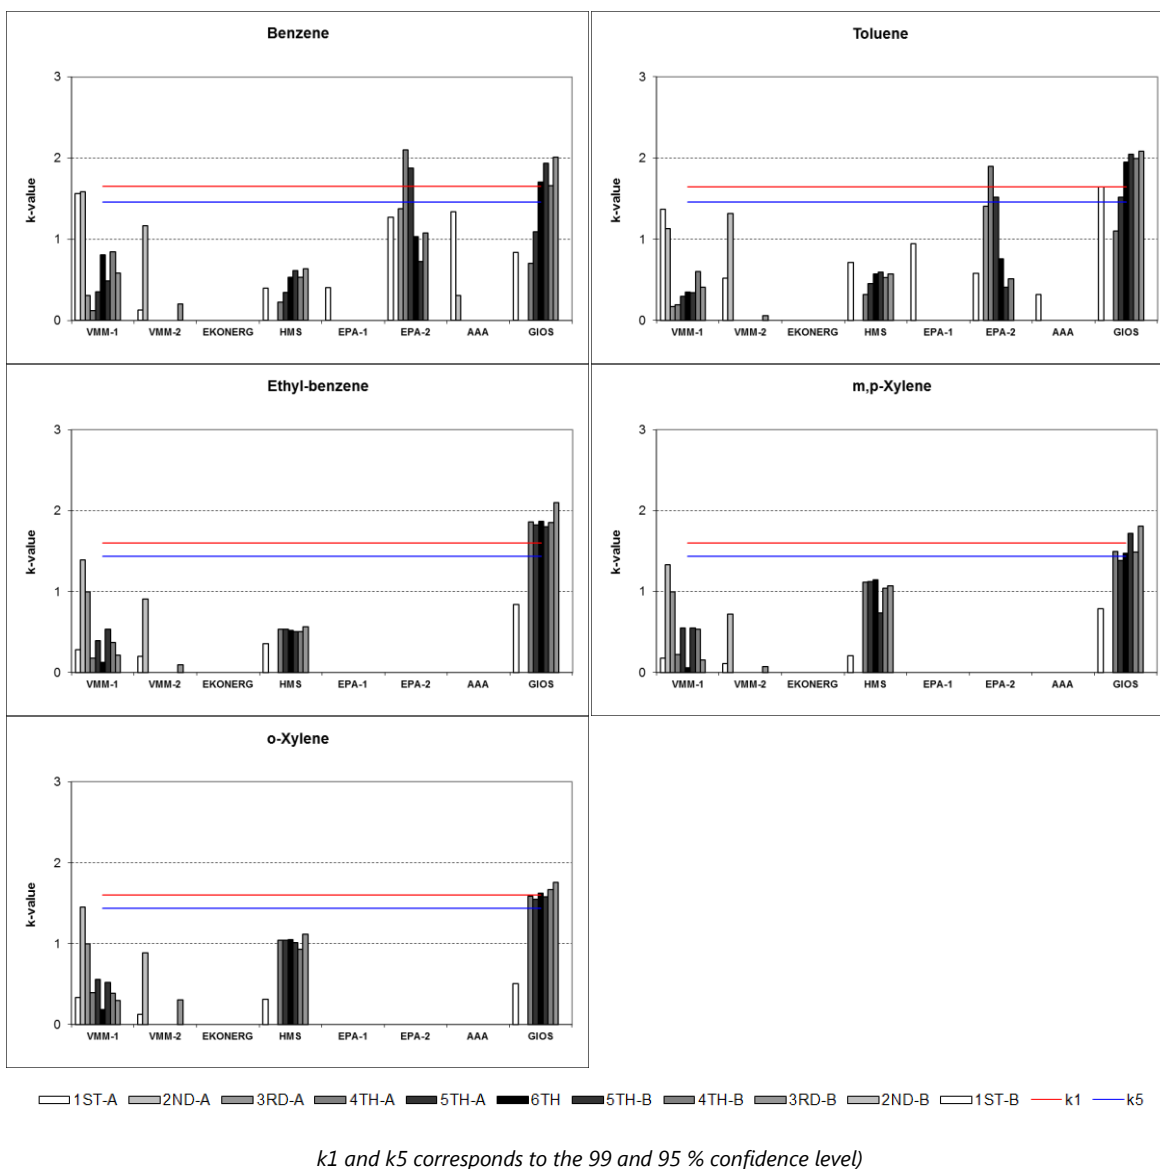 Benzene
3
2
1
0
k-value
VMM-1 VMM-2 EKONERG HMS EPA-1 EPA-2 AAA GIOS
Toluene
3
2
1
0
k-value
VMM-1 VMM-2 EKONERG HMS EPA-1 EPA-2 AAA GIOS
Ethyl-benzene
3
2
1
0
k-value
VMM-1 VMM-2 EKONERG HMS EPA-1 EPA-2 AAA GIOS
m,p-Xylene
3
2
1
0
k-value
VMM-1 VMM-2 EKONERG HMS EPA-1 EPA-2 AAA GIOS
o-Xylene
3
2
1
0
k-value
VMM-1 VMM-2 EKONERG HMS EPA-1 EPA-2 AAA GIOS
1ST-A 2ND-A 3RD-A 4TH-A 5TH-A 6TH 5TH-B 4TH-B 3RD-B 2ND-B 1ST-B k1 k5
k1 and k5 corresponds to the 99 and 95 % confidence level)